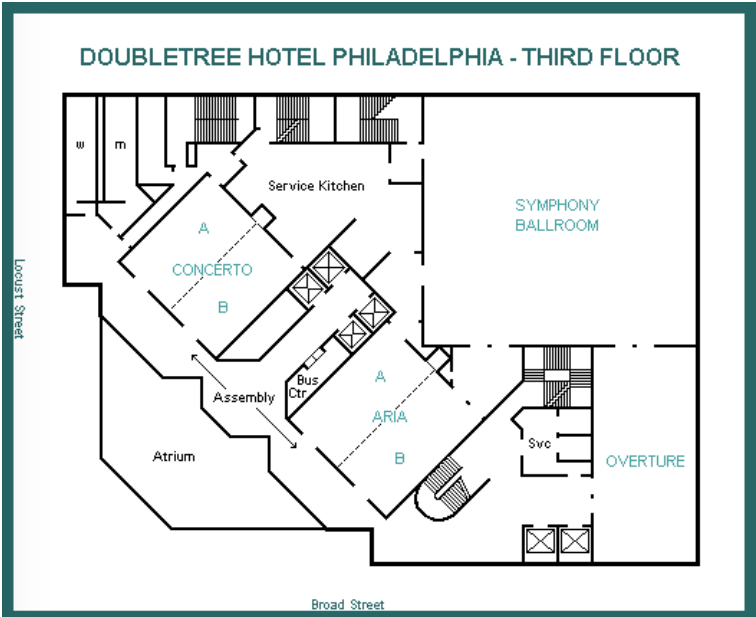 DOUBLETREE HOTEL PHILADELPHIA - THIRD FLOOR
w
m
Service Kitchen
SYMPHONY
BALLROOM
A
CONCERTO
B
Locust Street
Bus
Ctr
Assembly
A
ARIA
B
Svc
OVERTURE
Atrium
Broad Street